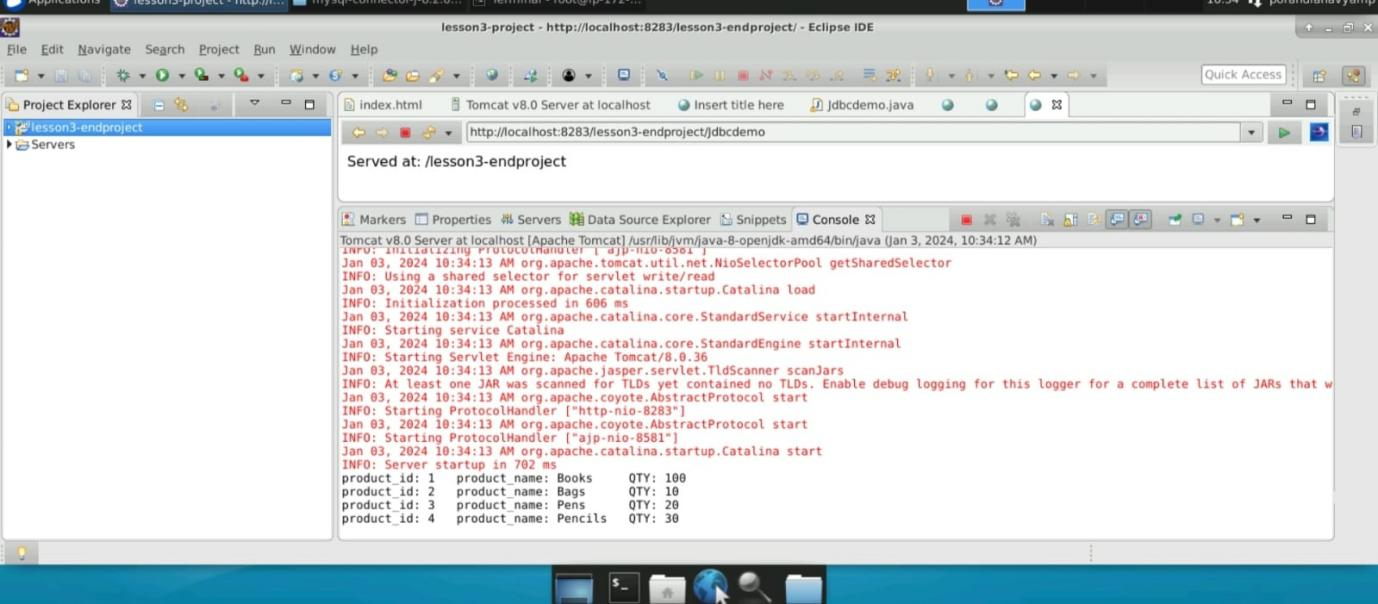 Applications
lesson3-project - http://l...
lesson3-project - http://localhost:8283/lesson3-endproject/ - Eclipse IDE
File Edit Navigate Search Project Run Window Help
Quick Access
Project Explorer
lesson3-endproject
Servers
index.html Tomcat v8.0 Server at localhost Insert title here Jdbcdemo.java
http://localhost:8283/lesson3-endproject/Jdbcdemo
Served at: /lesson3-endproject
Markers Properties Servers Data Source Explorer Snippets Console
Tomcat v8.0 Server at localhost [Apache Tomcat] /usr/lib/jvm/java-8-openjdk-amd64/bin/java (Jan 3, 2024, 10:34:12 AM)
INFO: Initializing ProtocolHandler ["ajp-nio-8581"]
Jan 03, 2024 10:34:13 AM org.apache.tomcat.util.net.NioSelectorPool getSharedSelector
INFO: Using a shared selector for servlet write/read
Jan 03, 2024 10:34:13 AM org.apache.catalina.startup.Catalina load
INFO: Initialization processed in 606 ms
Jan 03, 2024 10:34:13 AM org.apache.catalina.core.StandardService startInternal
INFO: Starting service Catalina
Jan 03, 2024 10:34:13 AM org.apache.catalina.core.StandardEngine startInternal
INFO: Starting Servlet Engine: Apache Tomcat/8.0.36
Jan 03, 2024 10:34:13 AM org.apache.jasper.servlet.TldScanner scanJars
INFO: At least one JAR was scanned for TLDs yet contained no TLDs. Enable debug logging for this logger for a complete list of JARs that w
Jan 03, 2024 10:34:13 AM org.apache.coyote.AbstractProtocol start
INFO: Starting ProtocolHandler ["http-nio-8283"]
Jan 03, 2024 10:34:13 AM org.apache.coyote.AbstractProtocol start
INFO: Starting ProtocolHandler ["ajp-nio-8581"]
Jan 03, 2024 10:34:13 AM org.apache.catalina.startup.Catalina start
INFO: Server startup in 702 ms
product_id: 1 product_name: Books QTY: 100
product_id: 2 product_name: Bags QTY: 10
product_id: 3 product_name: Pens QTY: 20
product_id: 4 product_name: Pencils QTY: 30